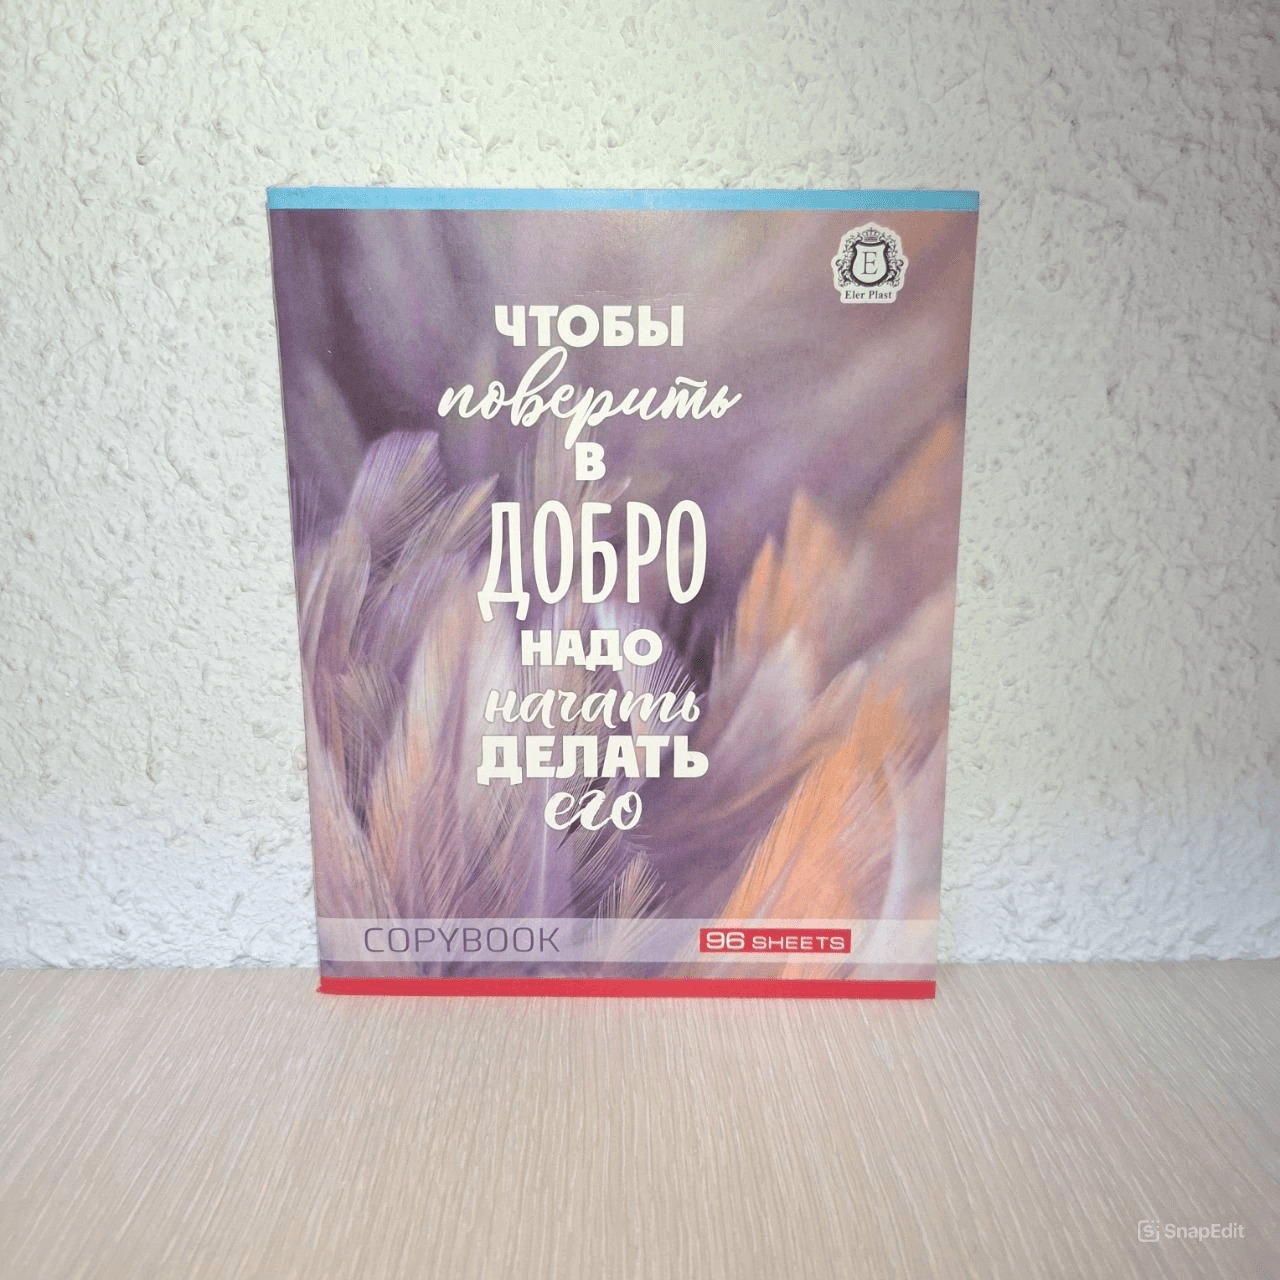 E
Eler Plast
ЧТОБЫ
поверить
В
ДОБРО
НАДО
начать
ДЕЛАТЬ
его
COPYBOOK
96 SHEETS
SnapEdit